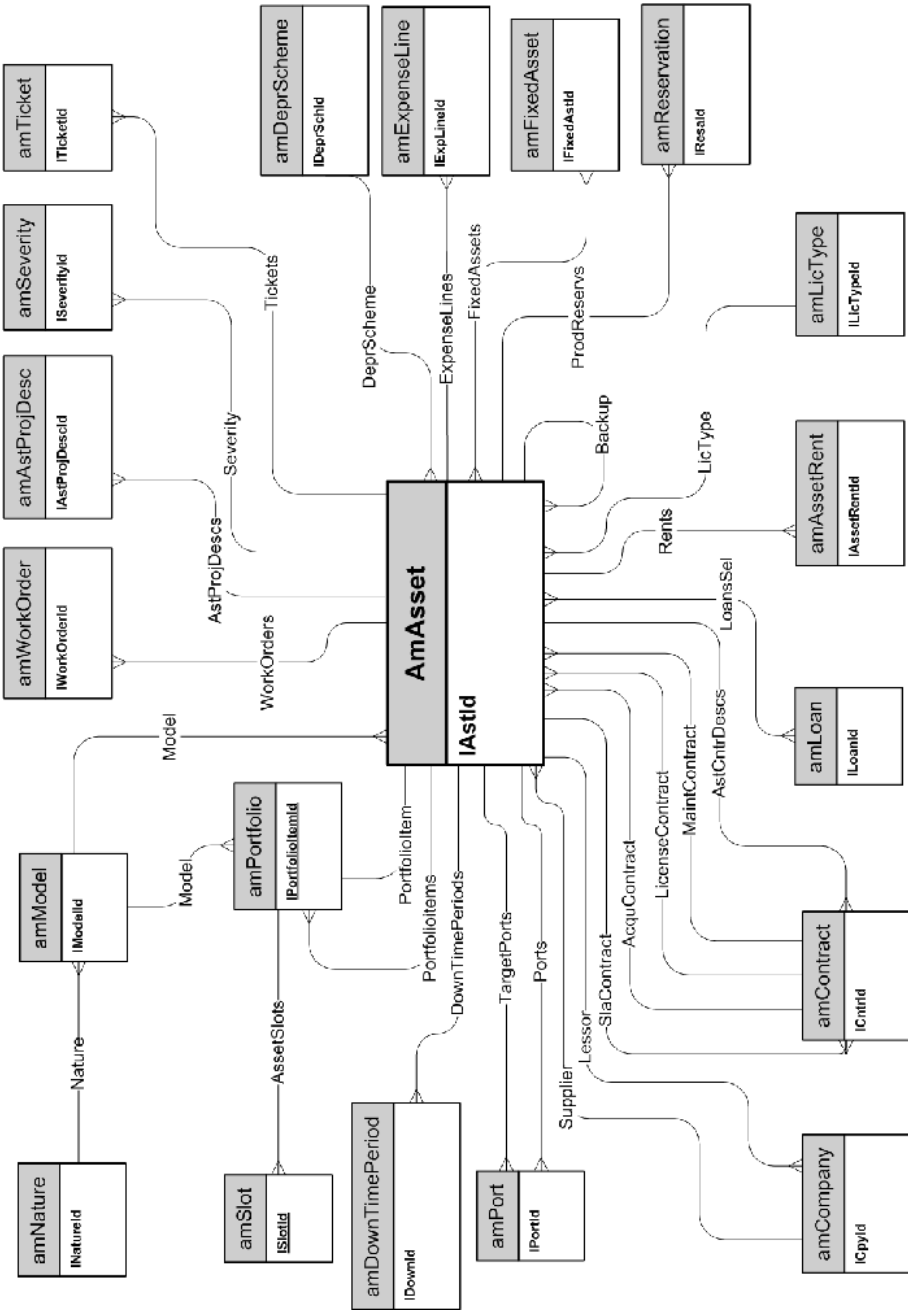 amTicket
lTicketId
amSeverity
lSeverityId
amAstProjDesc
lAstProjDescId
amWorkOrder
lWorkOrderId
amModel
lModelId
amNature
lNatureId
amDeprScheme
lDeprSchId
amExpenseLine
lExpLineId
amFixedAsset
lFixedAstId
amReservation
lResaId
amPortfolio
lPortfolioItemId
amSlot
lSlotId
amDownTimePeriod
lDownId
amPort
lPortId
AmAsset
lAstId
amLicType
lLicTypeId
amAssetRent
lAssetRentId
amLoan
lLoanId
amContract
lCntrId
amCompany
lCpyId
Tickets
Severity
AstProjDescs
WorkOrders
Model
Model
Nature
AssetSlots
DeprScheme
ExpenseLines
FixedAssets
ProdReservs
Backup
LicType
Rents
LoansSel
AstCntrDescs
MaintContract
LicenseContract
AcquContract
SlaContract
Lessor
Supplier
Ports
TargetPorts
DownTimePeriods
PortfolioItems
PortfolioItem